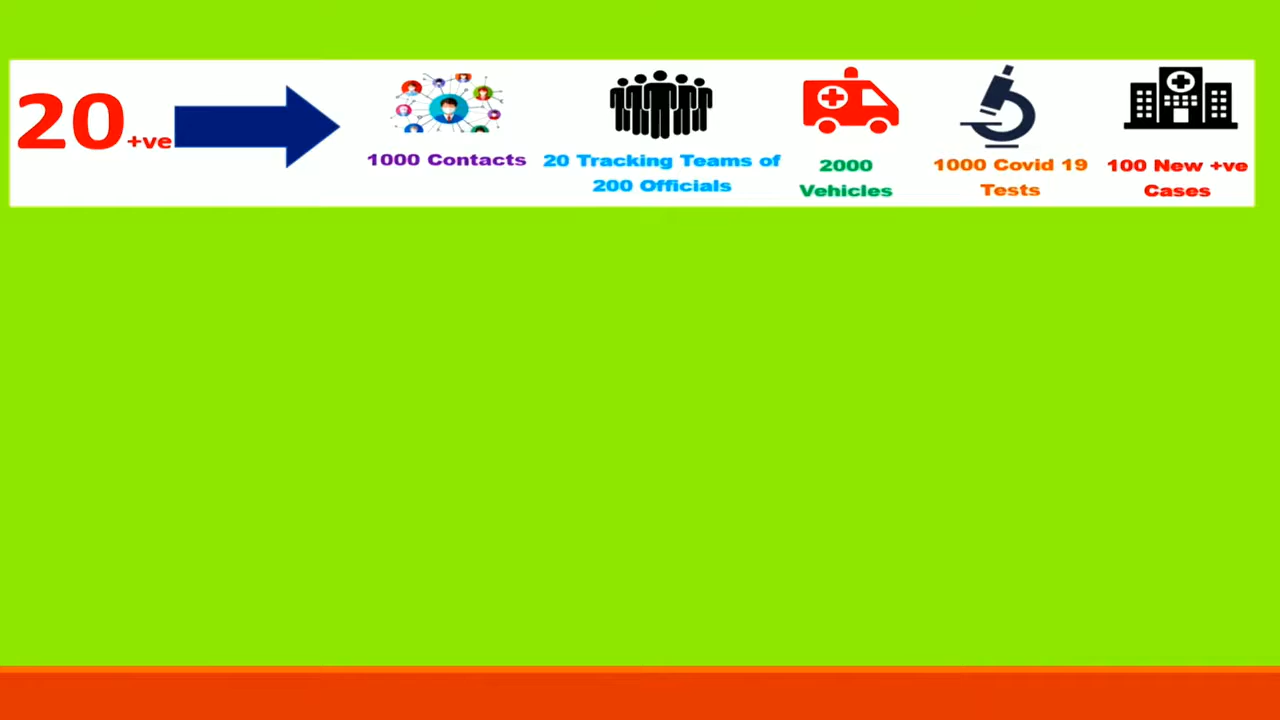 20 +ve
1000 Contacts
20 Tracking Teams of
200 Officials
2000
Vehicles
1000 Covid 19
Tests
100 New +ve
Cases